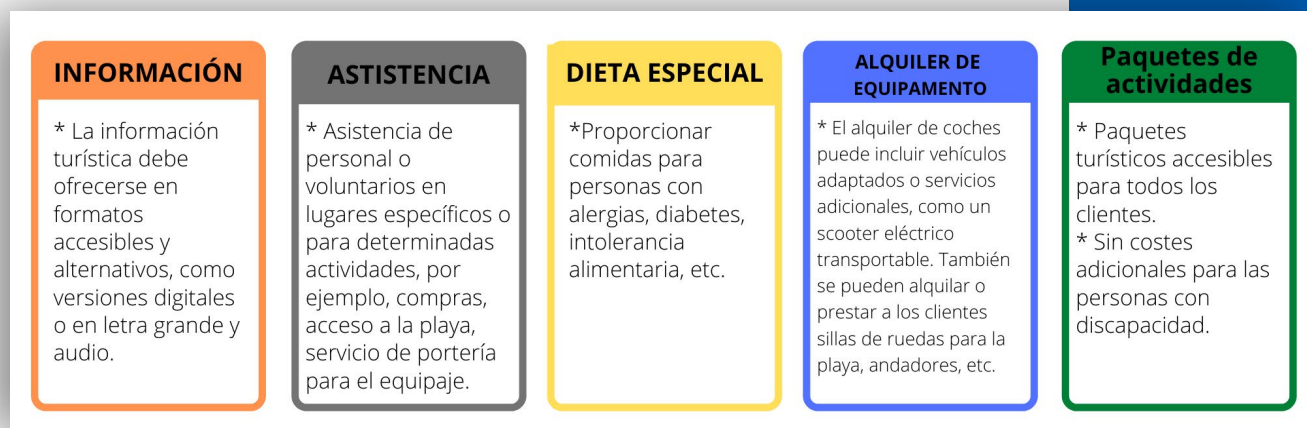 INFORMACIÓN
* La información
turística debe
ofrecerse en
formatos
accesibles y
alternativos, como
versiones digitales
o en letra grande y
audio.
ASTISTENCIA
* Asistencia de
personal o
voluntarios en
lugares específicos o
para determinadas
actividades, por
ejemplo, compras,
acceso a la playa,
servicio de portería
para el equipaje.
DIETA ESPECIAL
*Proporcionar
comidas para
personas con
alergias, diabetes,
intolerancia
alimentaria, etc.
ALQUILER DE
EQUIPAMENTO
* El alquiler de coches
puede incluir vehículos
adaptados o servicios
adicionales, como un
scooter eléctrico
transportable. También
se pueden alquilar o
prestar a los clientes
sillas de ruedas para la
playa, andadores, etc.
Paquetes de
actividades
* Paquetes
turísticos accesibles
para todos los
clientes.
* Sin costes
adicionales para las
personas con
discapacidad.